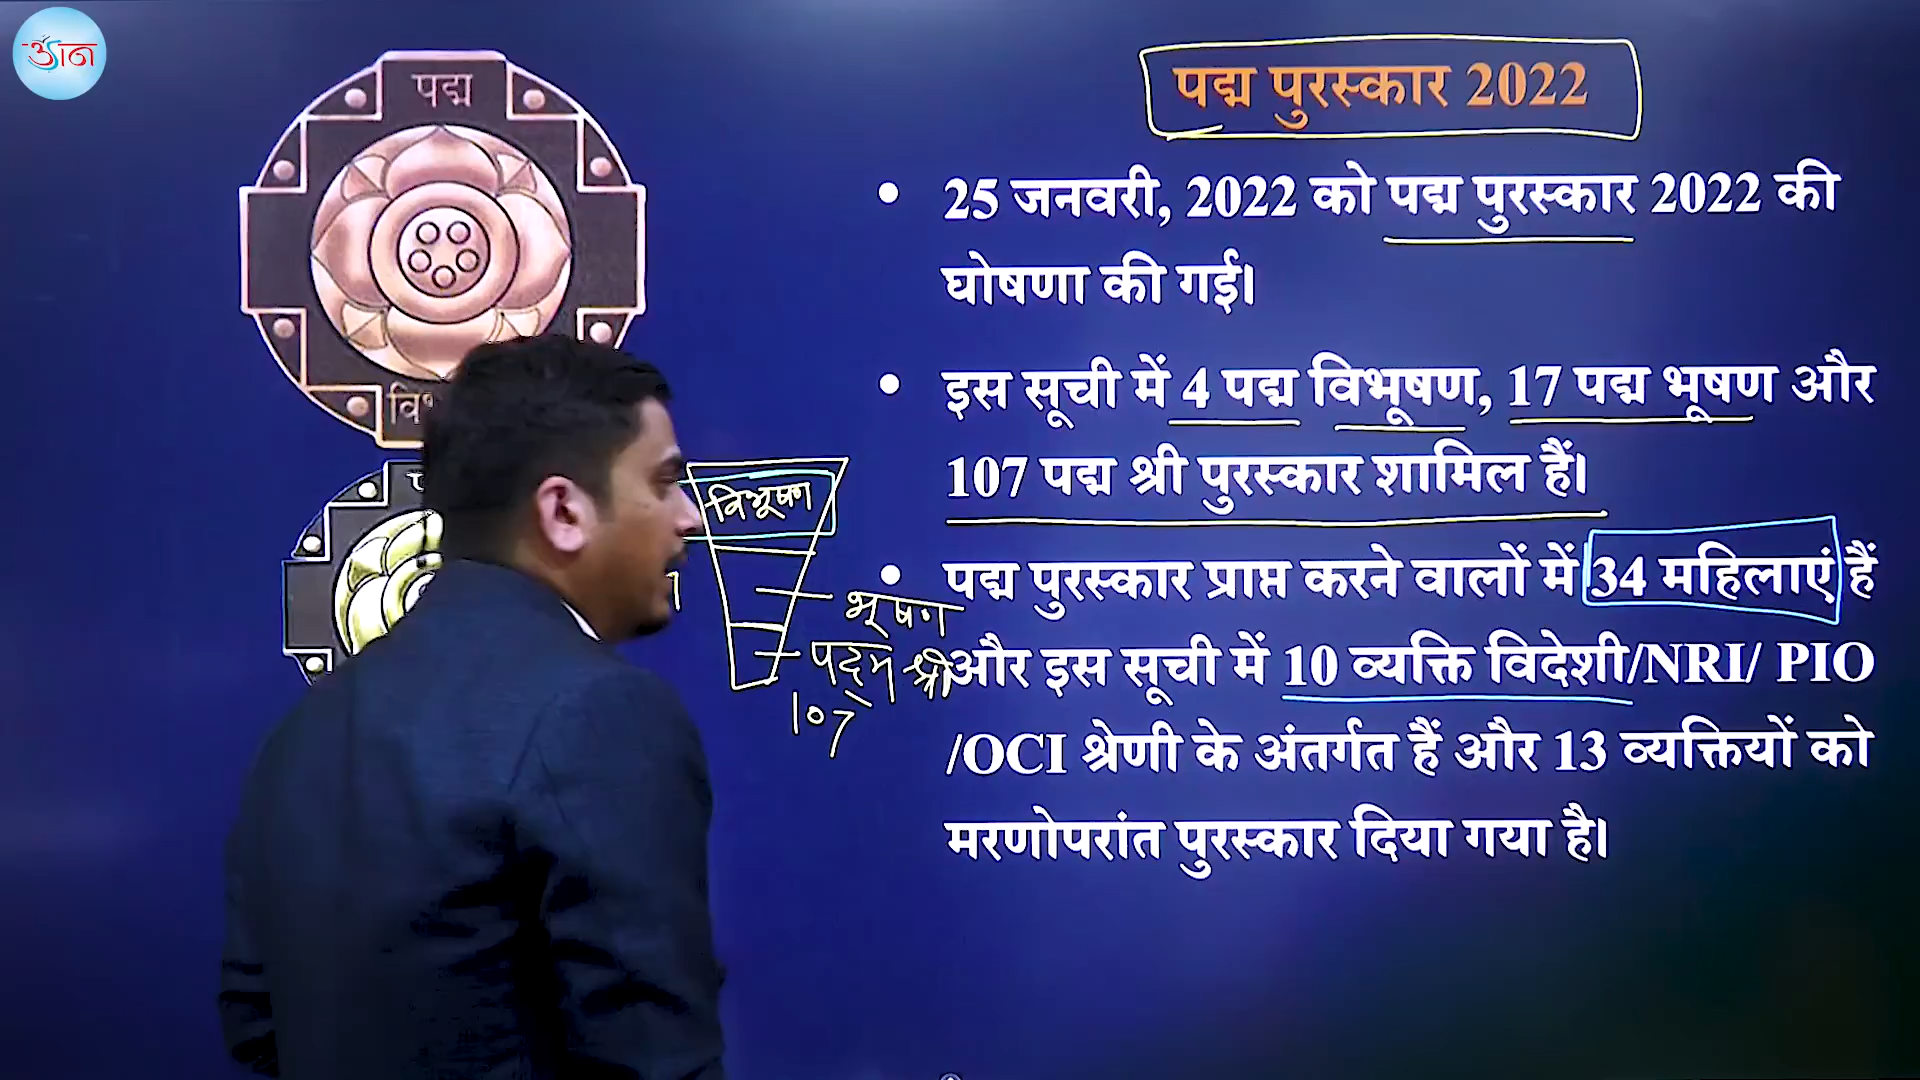 उड़ान
पद्म
पद्म पुरस्कार 2022
• 25 जनवरी, 2022 को पद्म पुरस्कार 2022 की
घोषणा की गई।
• इस सूची में 4 पद्म विभूषण, 17 पद्म भूषण और
107 पद्म श्री पुरस्कार शामिल हैं।
• पद्म पुरस्कार प्राप्त करने वालों में 34 महिलाएं हैं
और इस सूची में 10 व्यक्ति विदेशी/NRI/ PIO
/OCI श्रेणी के अंतर्गत हैं और 13 व्यक्तियों को
मरणोपरांत पुरस्कार दिया गया है।
विभूषण
भूषण
पद्म श्री
107